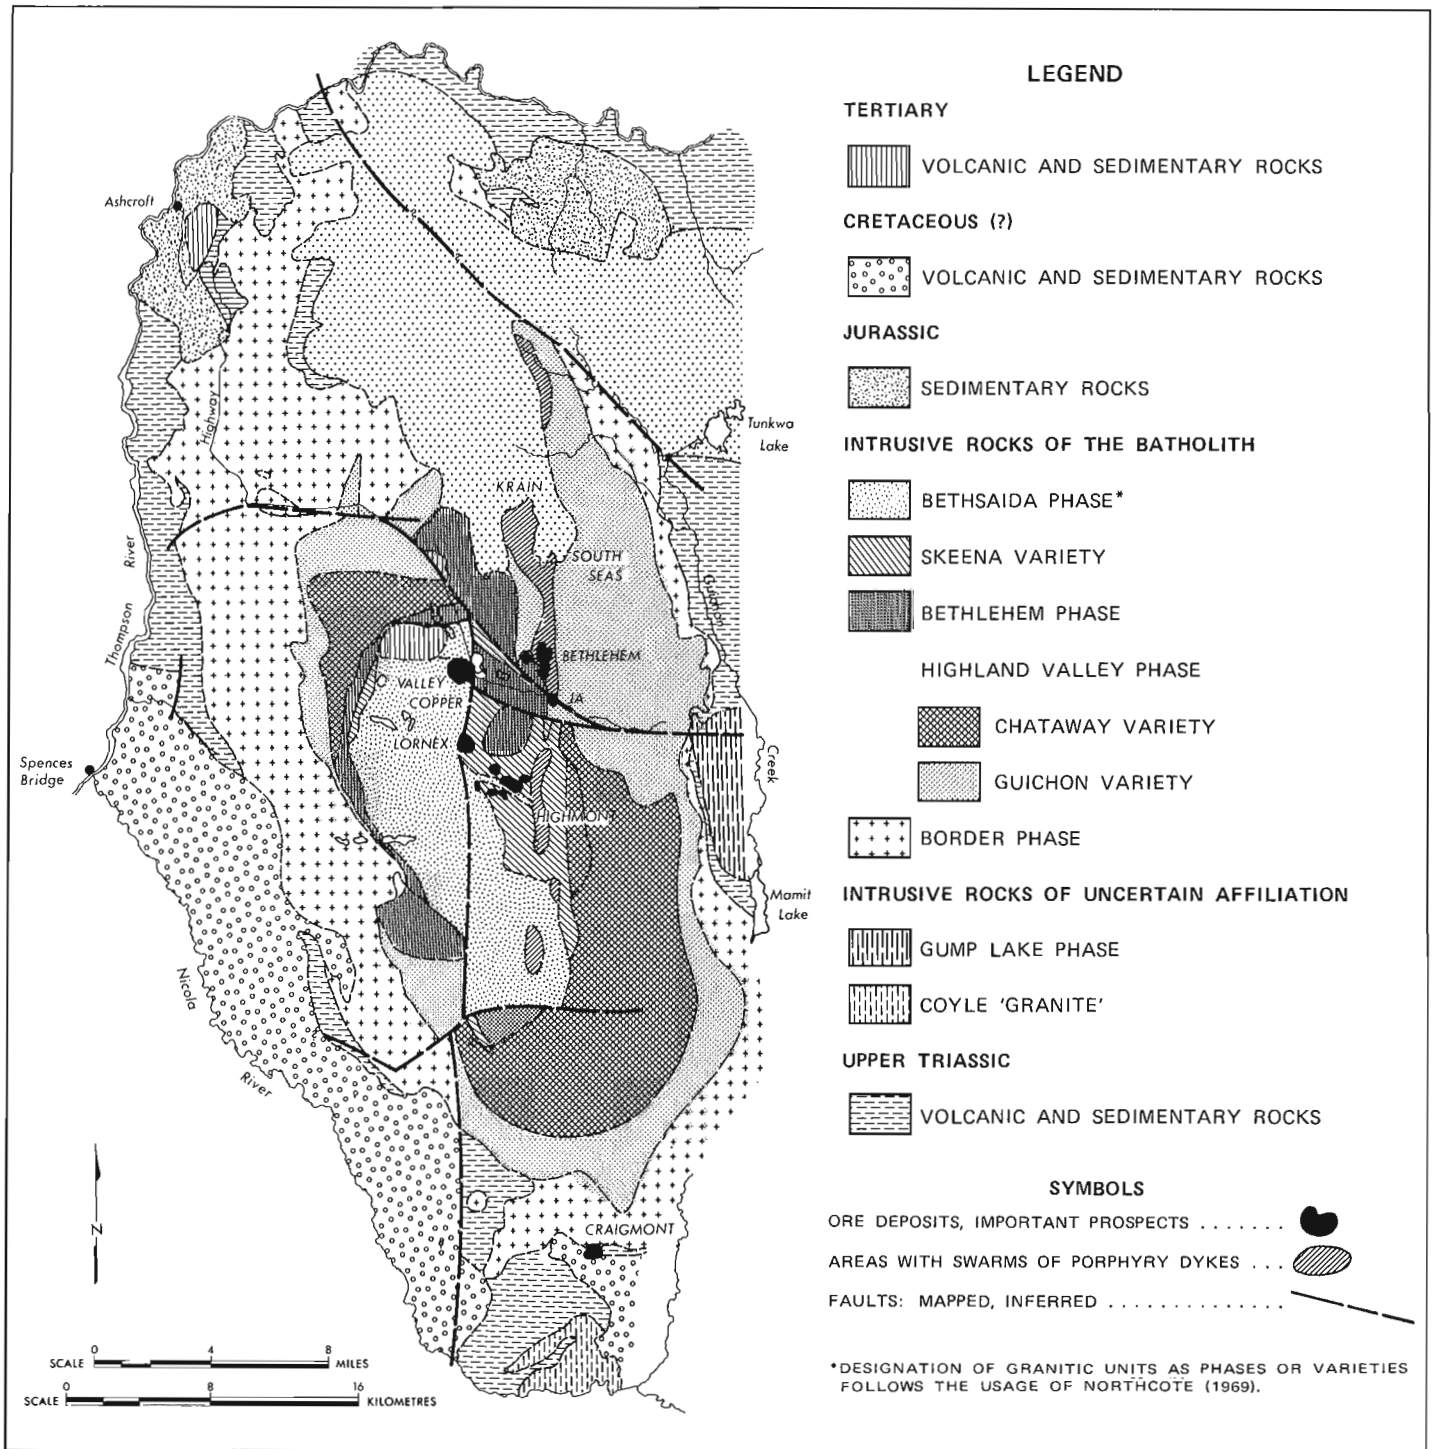 LEGEND
TERTIARY
VOLCANIC AND SEDIMENTARY ROCKS
CRETACEOUS (?)
VOLCANIC AND SEDIMENTARY ROCKS
JURASSIC
SEDIMENTARY ROCKS
INTRUSIVE ROCKS OF THE BATHOLITH
BETHSAIDA PHASE*
SKEENA VARIETY
BETHLEHEM PHASE
HIGHLAND VALLEY PHASE
CHATAWAY VARIETY
GUICHON VARIETY
BORDER PHASE
INTRUSIVE ROCKS OF UNCERTAIN AFFILIATION
GUMP LAKE PHASE
COYLE 'GRANITE'
UPPER TRIASSIC
VOLCANIC AND SEDIMENTARY ROCKS
SYMBOLS
ORE DEPOSITS, IMPORTANT PROSPECTS . . . . . . .
AREAS WITH SWARMS OF PORPHYRY DYKES . . .
FAULTS: MAPPED, INFERRED . . . . . . . . . . . . . .
*DESIGNATION OF GRANITIC UNITS AS PHASES OR VARIETIES
FOLLOWS THE USAGE OF NORTHCOTE (1969).
Ashcroft
Highway
Tunkwa
Lake
KRAIN
SOUTH
SEAS
River
Thompson
Guichon
BETHLEHEM
VALLEY
COPPER
JA
LORNEX
Spences
Bridge
Creek
HIGHMONT
Mamit
Lake
Nicola
River
N
CRAIGMONT
0 4 8
SCALE MILES
0 8 16
SCALE KILOMETRES